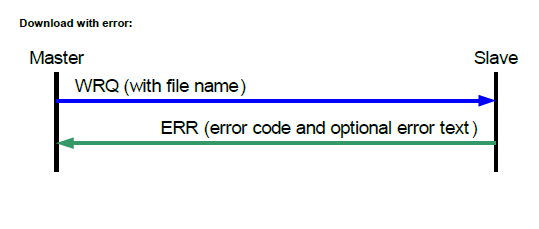 Download with error:
Master
Slave
WRQ (with file name)
ERR (error code and optional error text)